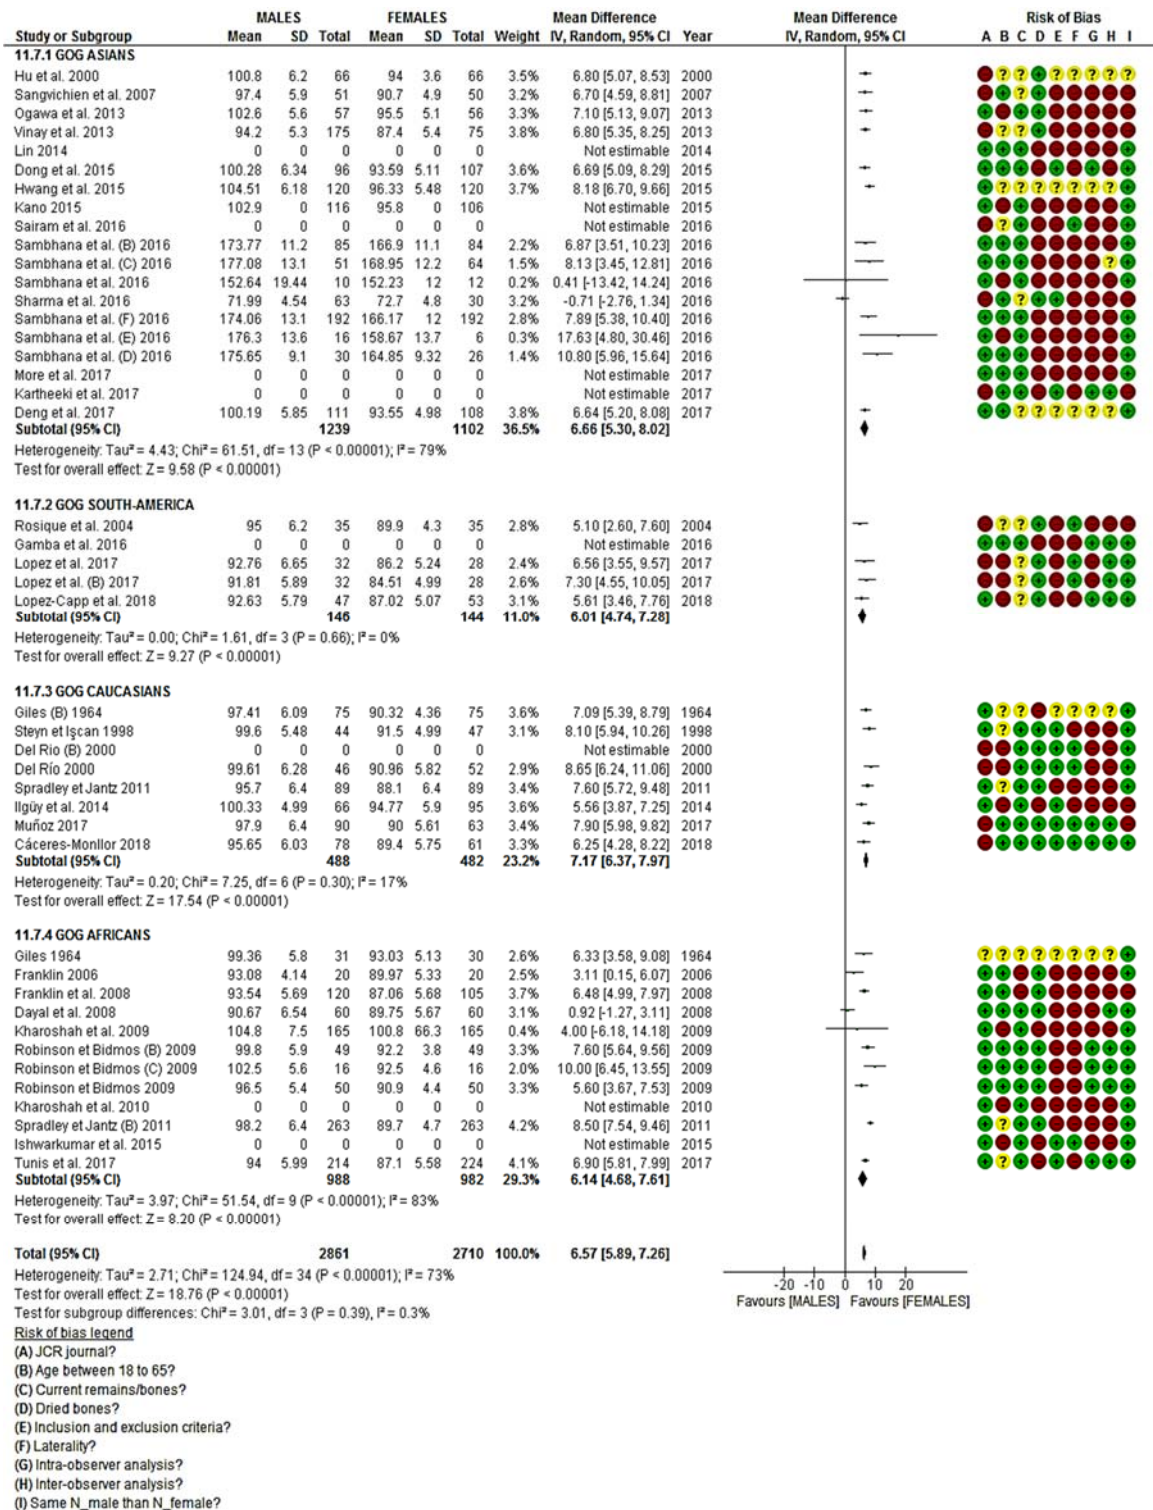 MALES FEMALES Mean Difference Mean Difference Risk of Bias
Study or Subgroup Mean SD Total Mean SD Total Weight IV, Random, 95% CI Year IV, Random, 95% CI A B C D E F G H I
11.7.1 GOG ASIANS
Hu et al. 2000 100.8 6.2 66 94 3.6 66 3.5% 6.80 [5.07, 8.53] 2000
Sangvichien et al. 2007 97.4 5.9 51 90.7 4.9 50 3.2% 6.70 [4.59, 8.81] 2007
Ogawa et al. 2013 102.6 5.6 57 95.5 5.1 56 3.3% 7.10 [5.13, 9.07] 2013
Vinay et al. 2013 94.2 5.3 175 87.4 5.4 75 3.8% 6.80 [5.35, 8.25] 2013
Lin 2014 0 0 0 0 0 0 Not estimable 2014
Dong et al. 2015 100.28 6.34 96 93.59 5.11 107 3.6% 6.69 [5.09, 8.29] 2015
Hwang et al. 2015 104.51 6.18 120 96.33 5.48 120 3.7% 8.18 [6.70, 9.66] 2015
Kano 2015 102.9 0 116 95.8 0 106 Not estimable 2015
Sairam et al. 2016 0 0 0 0 0 0 Not estimable 2016
Sambhana et al. (B) 2016 173.77 11.2 85 166.9 11.1 84 2.2% 6.87 [3.51, 10.23] 2016
Sambhana et al. (C) 2016 177.08 13.1 51 168.95 12.2 64 1.5% 8.13 [3.45, 12.81] 2016
Sambhana et al. 2016 152.64 19.44 10 152.23 12 12 0.2% 0.41 [-13.42, 14.24] 2016
Sharma et al. 2016 71.99 4.54 63 72.7 4.8 30 3.2% -0.71 [-2.76, 1.34] 2016
Sambhana et al. (F) 2016 174.06 13.1 192 166.17 12 192 2.8% 7.89 [5.38, 10.40] 2016
Sambhana et al. (E) 2016 176.3 13.6 16 158.67 13.7 6 0.3% 17.63 [4.80, 30.46] 2016
Sambhana et al. (D) 2016 175.65 9.1 30 164.85 9.32 26 1.4% 10.80 [5.96, 15.64] 2016
More et al. 2017 0 0 0 0 0 0 Not estimable 2017
Kartheeki et al. 2017 0 0 0 0 0 0 Not estimable 2017
Deng et al. 2017 100.19 5.85 111 93.55 4.98 108 3.8% 6.64 [5.20, 8.08] 2017
Subtotal (95% CI) 1239 1102 36.5% 6.66 [5.30, 8.02]
Heterogeneity: Tau² = 4.43; Chi² = 61.51, df = 13 (P < 0.00001); I² = 79%
Test for overall effect: Z = 9.58 (P < 0.00001)
11.7.2 GOG SOUTH-AMERICA
Rosique et al. 2004 95 6.2 35 89.9 4.3 35 2.8% 5.10 [2.60, 7.60] 2004
Gamba et al. 2016 0 0 0 0 0 0 Not estimable 2016
Lopez et al. 2017 92.76 6.65 32 86.2 5.24 28 2.4% 6.56 [3.55, 9.57] 2017
Lopez et al. (B) 2017 91.81 5.89 32 84.51 4.99 28 2.6% 7.30 [4.55, 10.05] 2017
Lopez-Capp et al. 2018 92.63 5.79 47 87.02 5.07 53 3.1% 5.61 [3.46, 7.76] 2018
Subtotal (95% CI) 146 144 11.0% 6.01 [4.74, 7.28]
Heterogeneity: Tau² = 0.00; Chi² = 1.61, df = 3 (P = 0.66); I² = 0%
Test for overall effect: Z = 9.27 (P < 0.00001)
11.7.3 GOG CAUCASIANS
Giles (B) 1964 97.41 6.09 75 90.32 4.36 75 3.6% 7.09 [5.39, 8.79] 1964
Steyn et Işcan 1998 99.6 5.48 44 91.5 4.99 47 3.1% 8.10 [5.94, 10.26] 1998
Del Rio (B) 2000 0 0 0 0 0 0 Not estimable 2000
Del Río 2000 99.61 6.28 46 90.96 5.82 52 2.9% 8.65 [6.24, 11.06] 2000
Spradley et Jantz 2011 95.7 6.4 89 88.1 6.4 89 3.4% 7.60 [5.72, 9.48] 2011
Ilgüy et al. 2014 100.33 4.99 66 94.77 5.9 95 3.5% 5.56 [3.87, 7.25] 2014
Muñoz 2017 97.9 6.4 90 90 5.61 63 3.4% 7.90 [5.98, 9.82] 2017
Cáceres-Monllor 2018 95.65 6.03 78 89.4 5.75 61 3.3% 6.25 [4.28, 8.22] 2018
Subtotal (95% CI) 488 482 23.2% 7.17 [6.37, 7.97]
Heterogeneity: Tau² = 0.20; Chi² = 7.25, df = 6 (P = 0.30); I² = 17%
Test for overall effect: Z = 17.54 (P < 0.00001)
11.7.4 GOG AFRICANS
Giles 1964 99.36 5.8 31 93.03 5.13 30 2.6% 6.33 [3.58, 9.08] 1964
Franklin 2006 93.08 4.14 20 89.97 5.33 20 2.5% 3.11 [0.15, 6.07] 2006
Franklin et al. 2008 93.54 5.69 120 87.06 5.68 105 3.7% 6.48 [4.99, 7.97] 2008
Dayal et al. 2008 90.67 6.54 60 89.75 5.67 60 3.1% 0.92 [-1.27, 3.11] 2008
Kharoshah et al. 2009 104.8 7.5 165 100.8 66.3 165 0.4% 4.00 [-6.18, 14.18] 2009
Robinson et Bidmos (B) 2009 99.8 5.9 49 92.2 3.8 49 3.3% 7.60 [5.64, 9.56] 2009
Robinson et Bidmos (C) 2009 102.5 5.6 16 92.5 4.6 16 2.0% 10.00 [6.45, 13.55] 2009
Robinson et Bidmos 2009 96.5 5.4 50 90.9 4.4 50 3.3% 5.60 [3.67, 7.53] 2009
Kharoshah et al. 2010 0 0 0 0 0 0 Not estimable 2010
Spradley et Jantz (B) 2011 98.2 6.4 263 89.7 4.7 263 4.2% 8.50 [7.54, 9.46] 2011
Ishwarkumar et al. 2015 0 0 0 0 0 0 Not estimable 2015
Tunis et al. 2017 94 5.99 214 87.1 5.58 224 4.1% 6.90 [5.81, 7.99] 2017
Subtotal (95% CI) 988 982 29.3% 6.14 [4.68, 7.61]
Heterogeneity: Tau² = 3.97; Chi² = 51.54, df = 9 (P < 0.00001); I² = 83%
Test for overall effect: Z = 8.20 (P < 0.00001)
Total (95% CI) 2861 2710 100.0% 6.57 [5.89, 7.26]
Heterogeneity: Tau² = 2.71; Chi² = 124.94, df = 34 (P < 0.00001); I² = 73%
Test for overall effect: Z = 18.76 (P < 0.00001)
Test for subgroup differences: Chi² = 3.01, df = 3 (P = 0.39), I² = 0.3%
-20 -10 0 10 20
Favours [MALES] Favours [FEMALES]
Risk of bias legend
(A) JCR journal?
(B) Age between 18 to 65?
(C) Current remains/bones?
(D) Dried bones?
(E) Inclusion and exclusion criteria?
(F) Laterality?
(G) Intra-observer analysis?
(H) Inter-observer analysis?
(I) Same N_male than N_female?